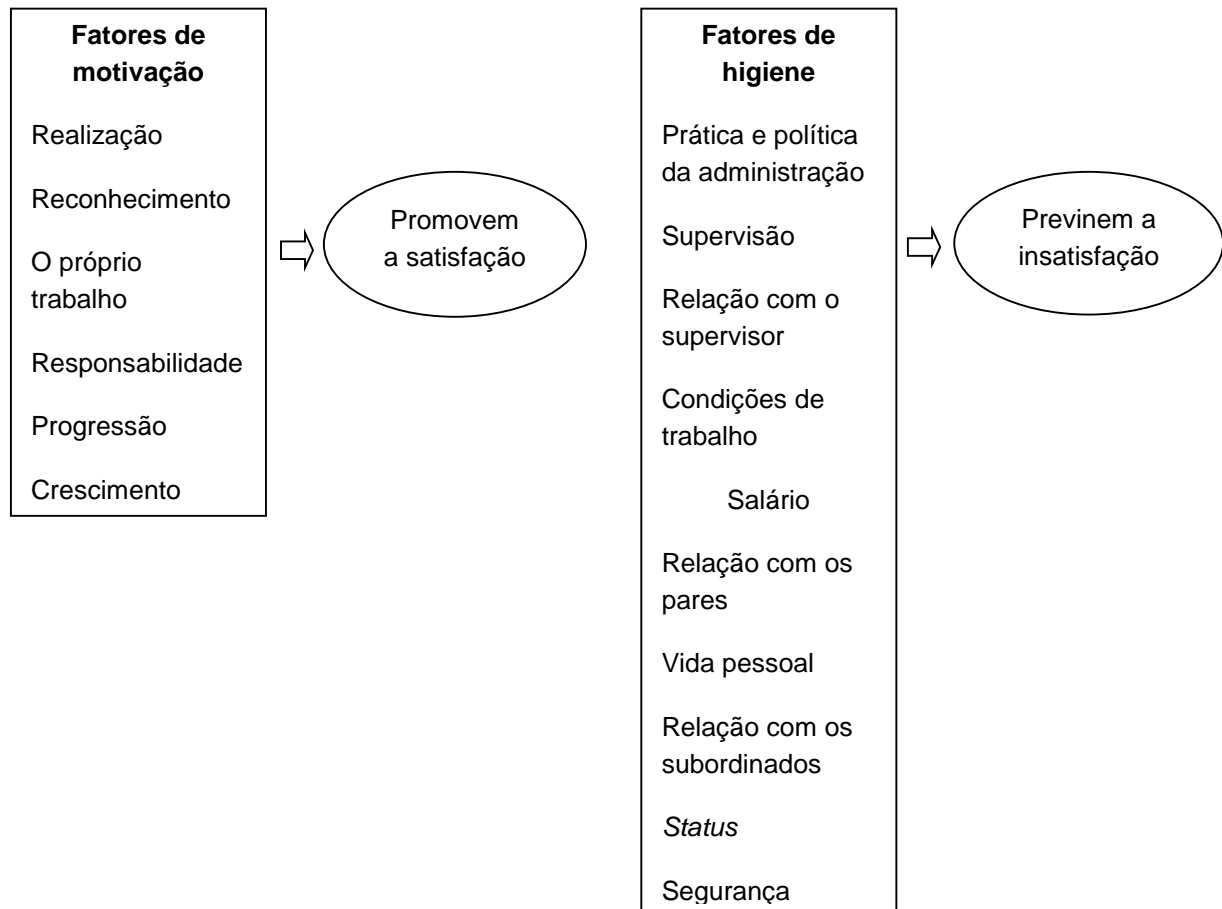 Fatores de
motivação
Realização
Reconhecimento
O próprio
trabalho
Responsabilidade
Progressão
Crescimento
Promovem
a satisfação
Fatores de
higiene
Prática e política
da administração
Supervisão
Relação com o
supervisor
Condições de
trabalho
Salário
Relação com os
pares
Vida pessoal
Relação com os
subordinados
Status
Segurança
Previnem a
insatisfação